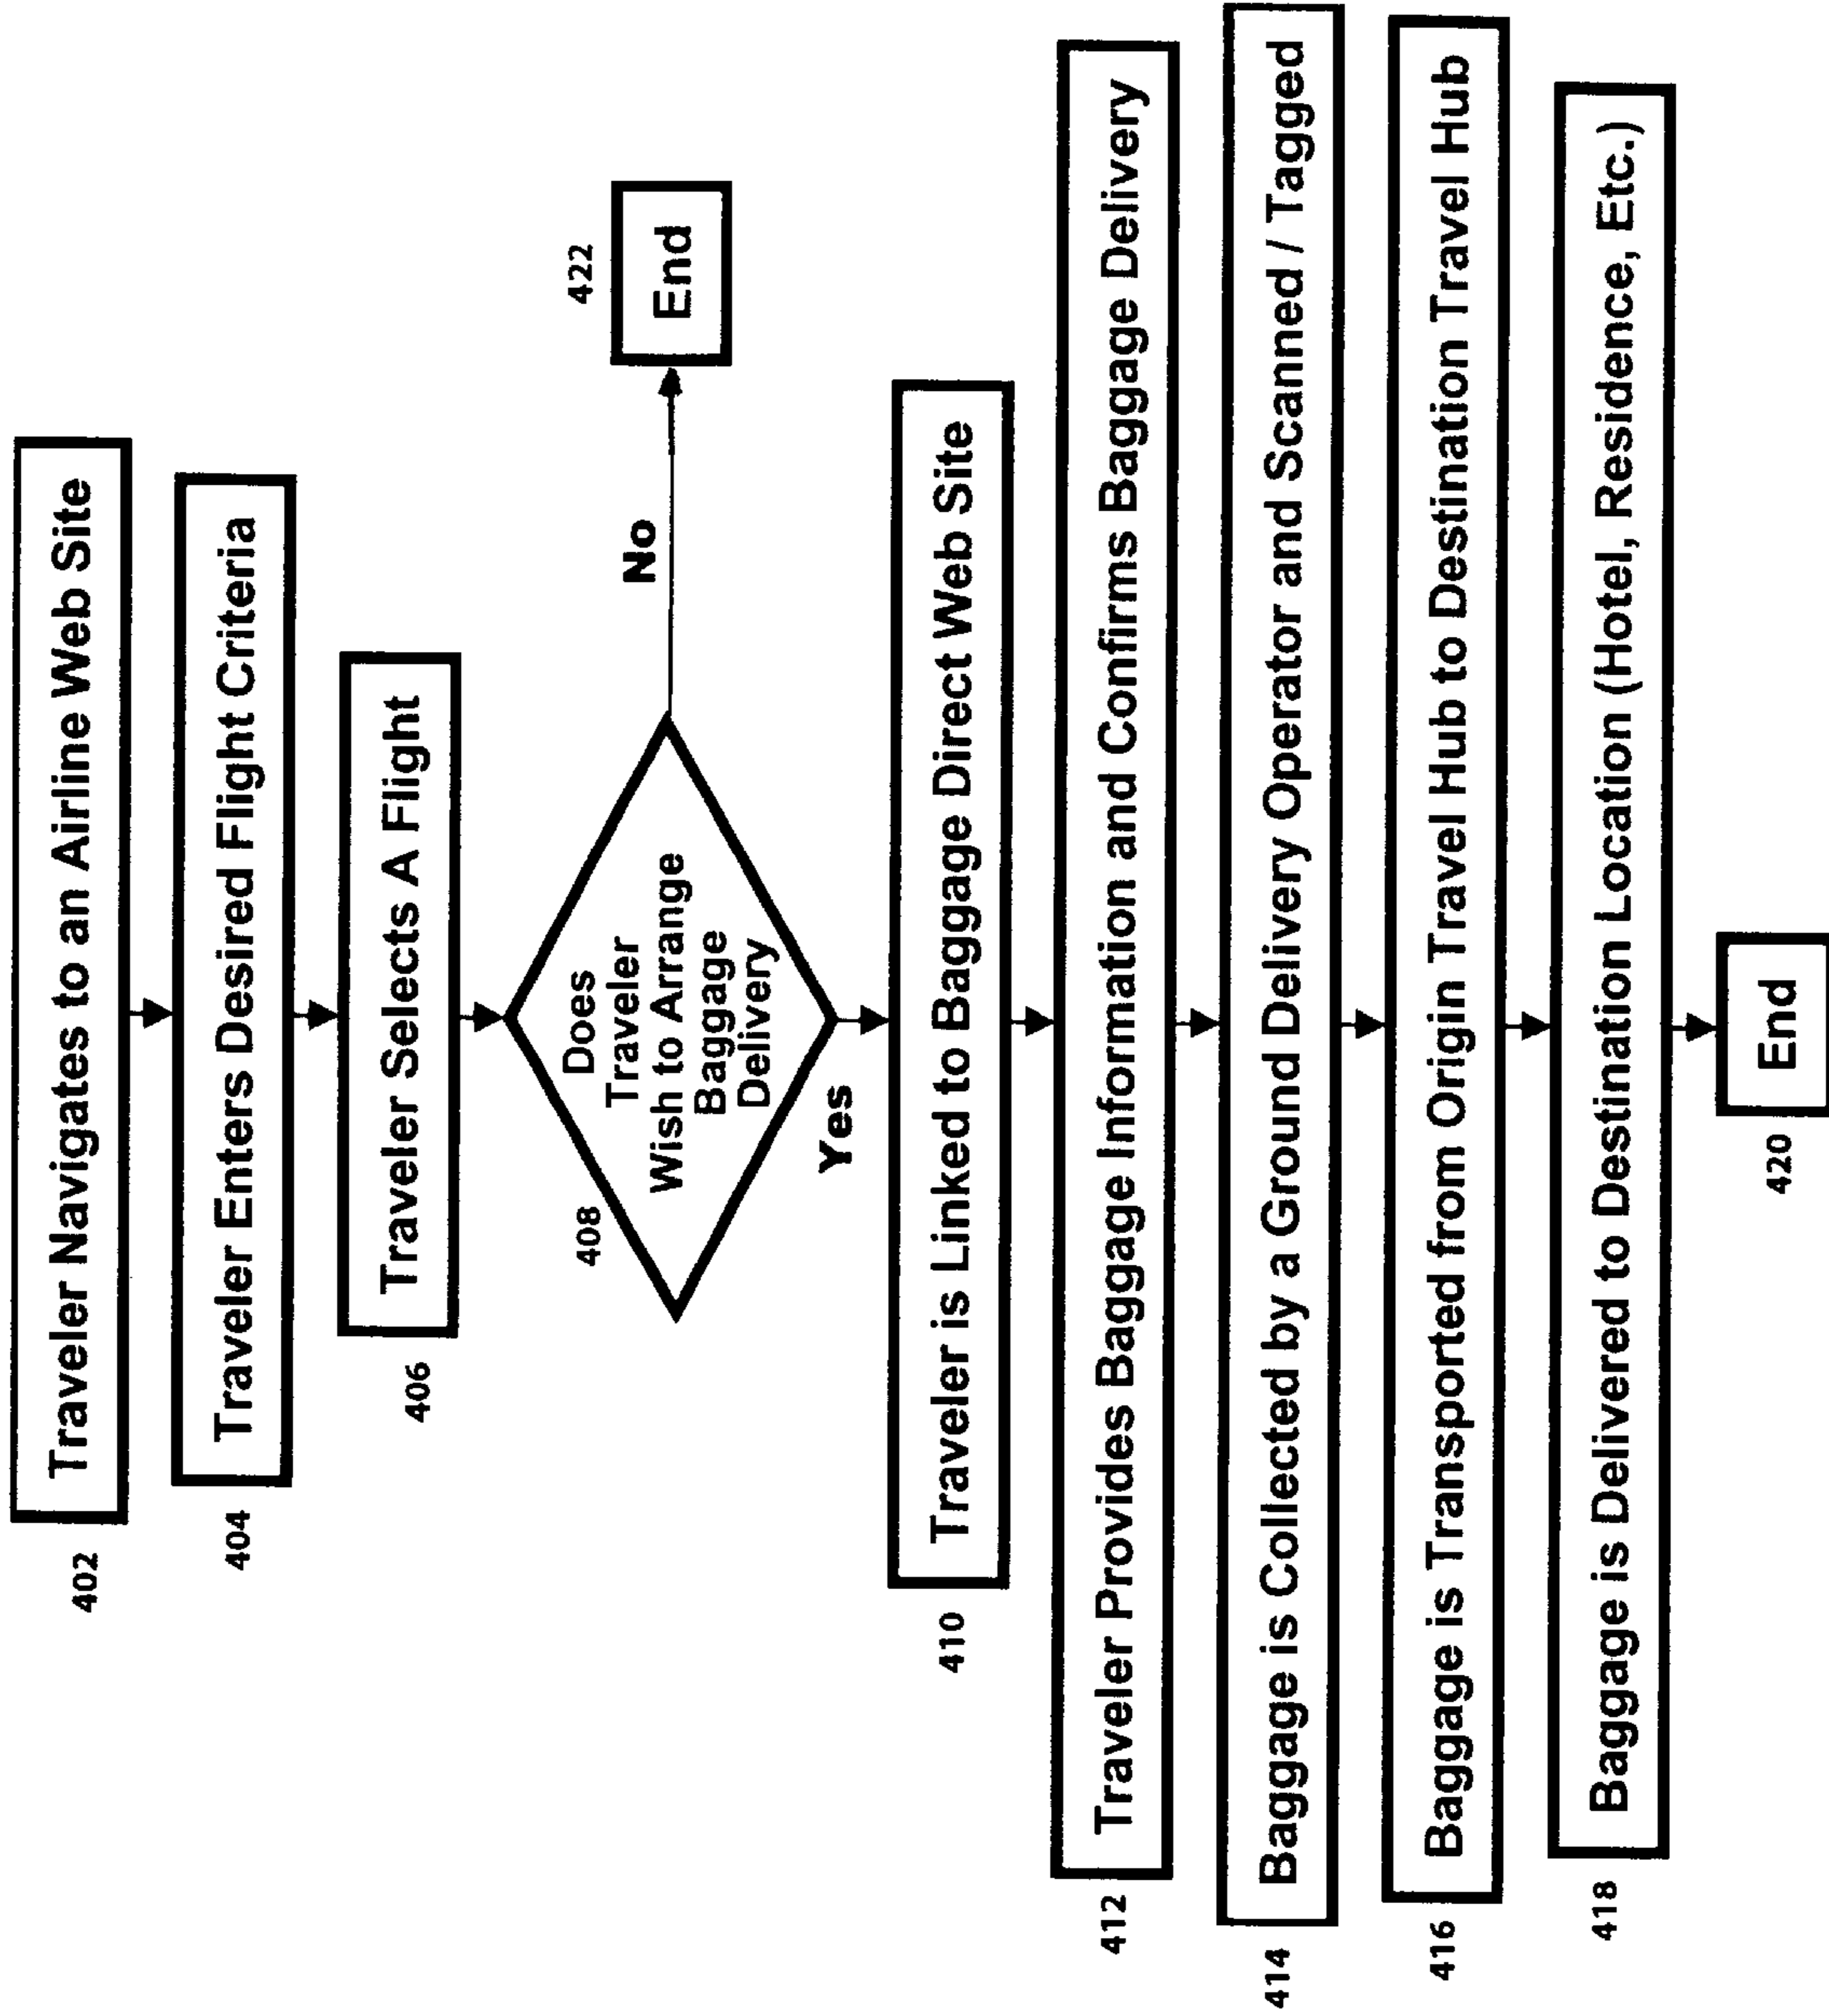 402
Traveler Navigates to an Airline Web Site
404
Traveler Enters Desired Flight Criteria
406
Traveler Selects A Flight
408
Does
Traveler
Wish to Arrange
Baggage
Delivery
No
422
End
Yes
410
Traveler is Linked to Baggage Direct Web Site
412
Traveler Provides Baggage Information and Confirms Baggage Delivery
414
Baggage is Collected by a Ground Delivery Operator and Scanned / Tagged
416
Baggage is Transported from Origin Travel Hub to Destination Travel Hub
418
Baggage is Delivered to Destination Location (Hotel, Residence, Etc.)
420
End